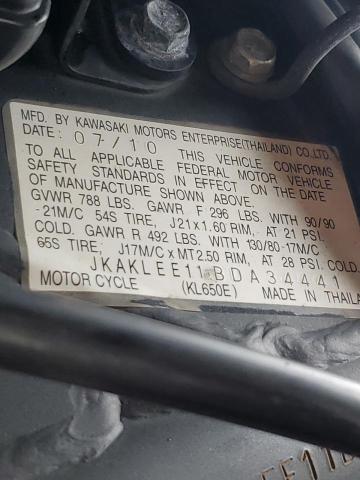 MFD. BY KAWASAKI MOTORS ENTERPRISE(THAILAND) CO.,LTD.
DATE: 07/10
TO ALL APPLICABLE THIS VEHICLE CONFORMS
SAFETY STANDARDS FEDERAL MOTOR VEHICLE
OF MANUFACTURE IN EFFECT ON THE DATE
GVWR 788 LBS. SHOWN ABOVE.
-21M/C 54S TIRE, GAWR F 296 LBS. WITH 90/90
COLD. GAWR R 492 LBS. J21x1.60 RIM, AT 21 PSI
65S TIRE, J17M/C x MT2.50 RIM, WITH 130/80-17M/C
AT 28 PSI. COLD.
JKAKLEE11BDA34441
MOTOR CYCLE (KL650E) MADE IN